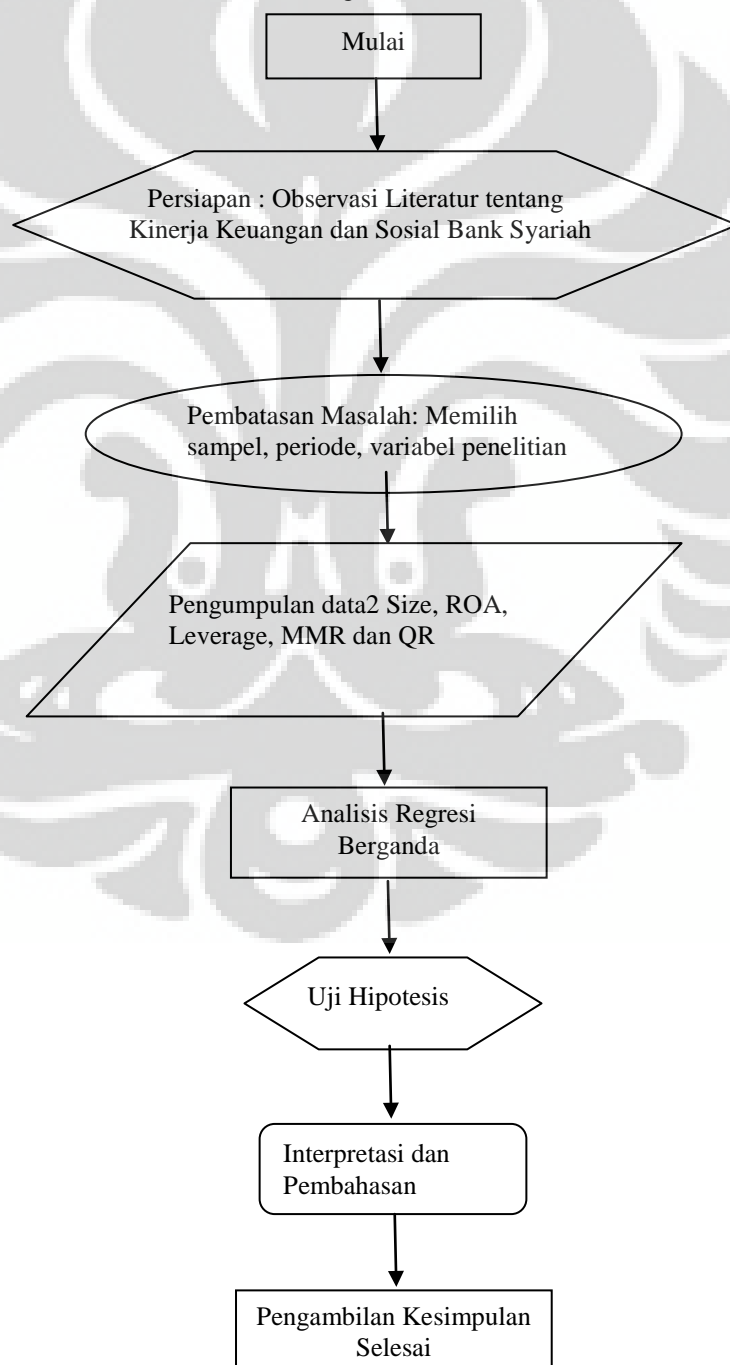 Mulai
Persiapan : Observasi Literatur tentang
Kinerja Keuangan dan Sosial Bank Syariah
Pembatasan Masalah: Memilih
sampel, periode, variabel penelitian
Pengumpulan data2 Size, ROA,
Leverage, MMR dan QR
Analisis Regresi
Berganda
Uji Hipotesis
Interpretasi dan
Pembahasan
Pengambilan Kesimpulan
Selesai